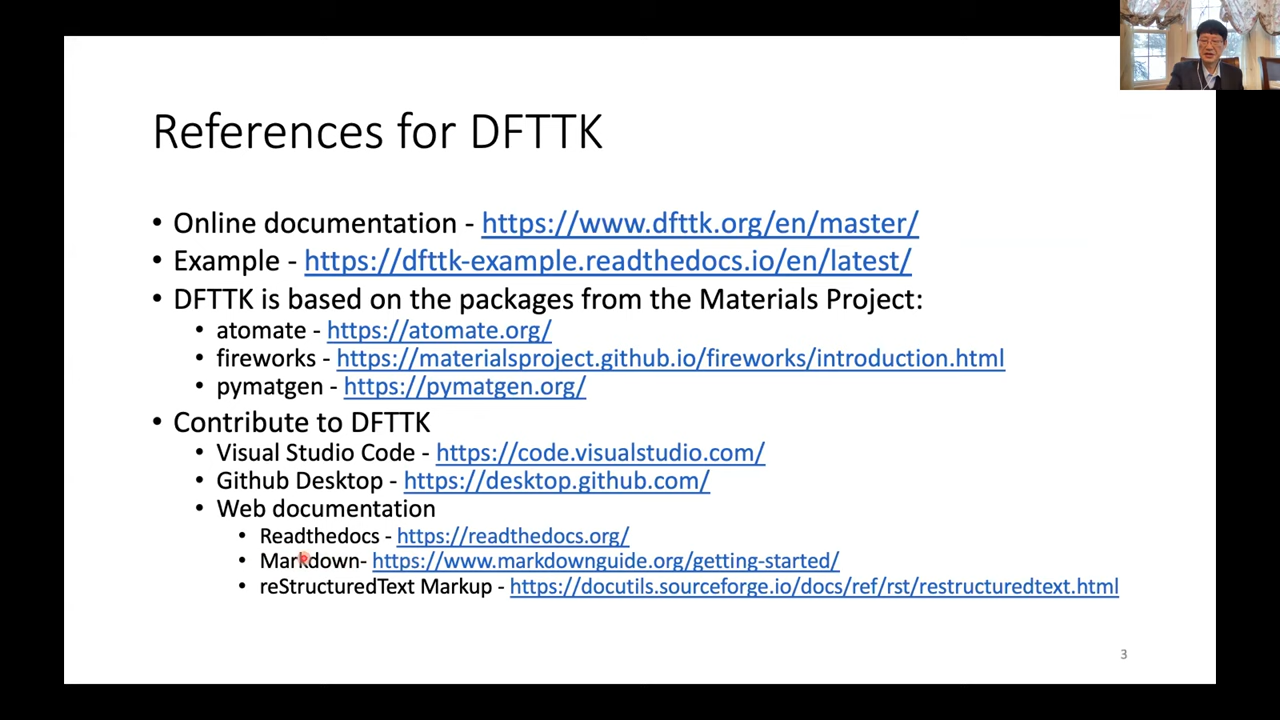 References for DFTTK
• Online documentation - https://www.dfttk.org/en/master/
• Example - https://dfttk-example.readthedocs.io/en/latest/
• DFTTK is based on the packages from the Materials Project:
• atomate - https://atomate.org/
• fireworks - https://materialsproject.github.io/fireworks/introduction.html
• pymatgen - https://pymatgen.org/
• Contribute to DFTTK
• Visual Studio Code - https://code.visualstudio.com/
• Github Desktop - https://desktop.github.com/
• Web documentation
• Readthedocs - https://readthedocs.org/
• Markdown- https://www.markdownguide.org/getting-started/
• reStructuredText Markup - https://docutils.sourceforge.io/docs/ref/rst/restructuredtext.html
3